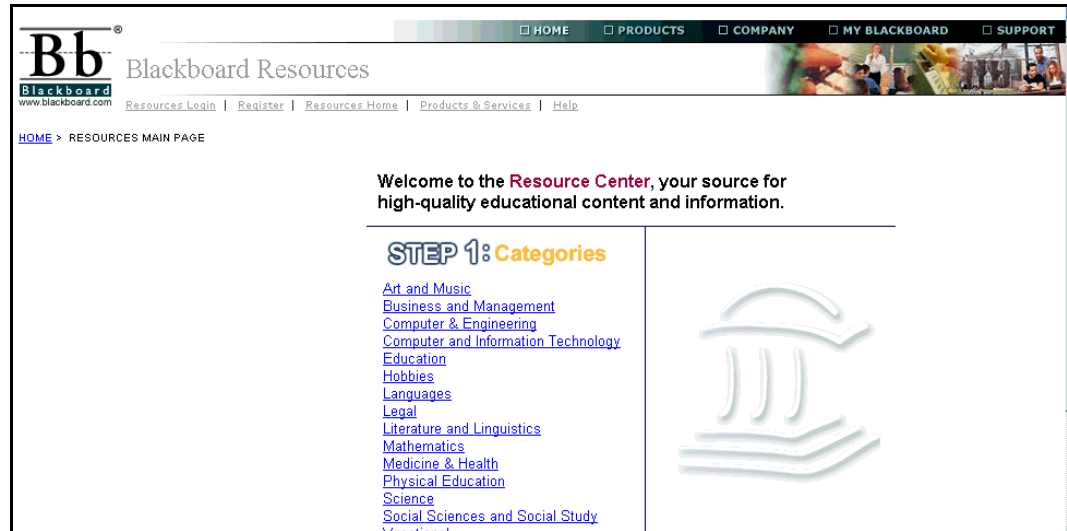 HOME PRODUCTS COMPANY MY BLACKBOARD SUPPORT
Bb®
Blackboard
www.blackboard.com
Blackboard Resources
Resources Login | Register | Resources Home | Products & Services | Help
HOME > RESOURCES MAIN PAGE
Welcome to the Resource Center, your source for
high-quality educational content and information.
STEP 1: Categories
Art and Music
Business and Management
Computer & Engineering
Computer and Information Technology
Education
Hobbies
Languages
Legal
Literature and Linguistics
Mathematics
Medicine & Health
Physical Education
Science
Social Sciences and Social Study